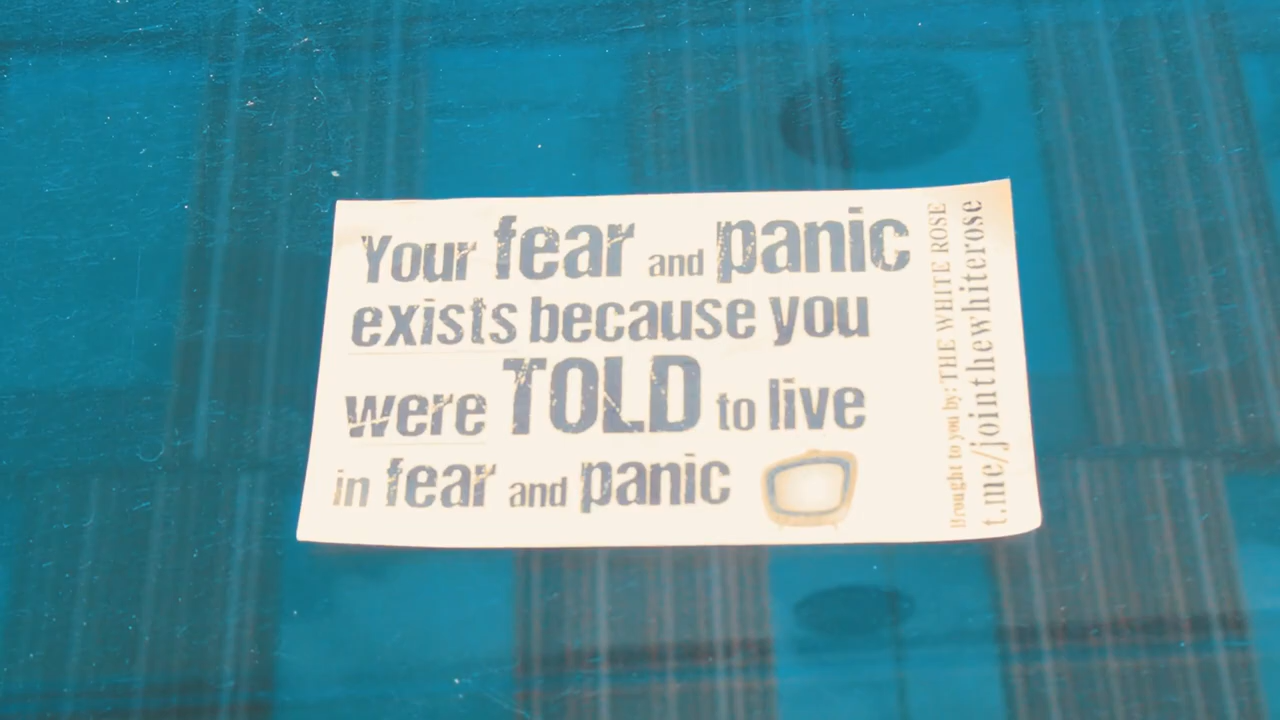 Your fear and panic
exists because you
were TOLD to live
in fear and panic
Brought to you by: THE WHITE ROSE
t.me/jointhewhiterose